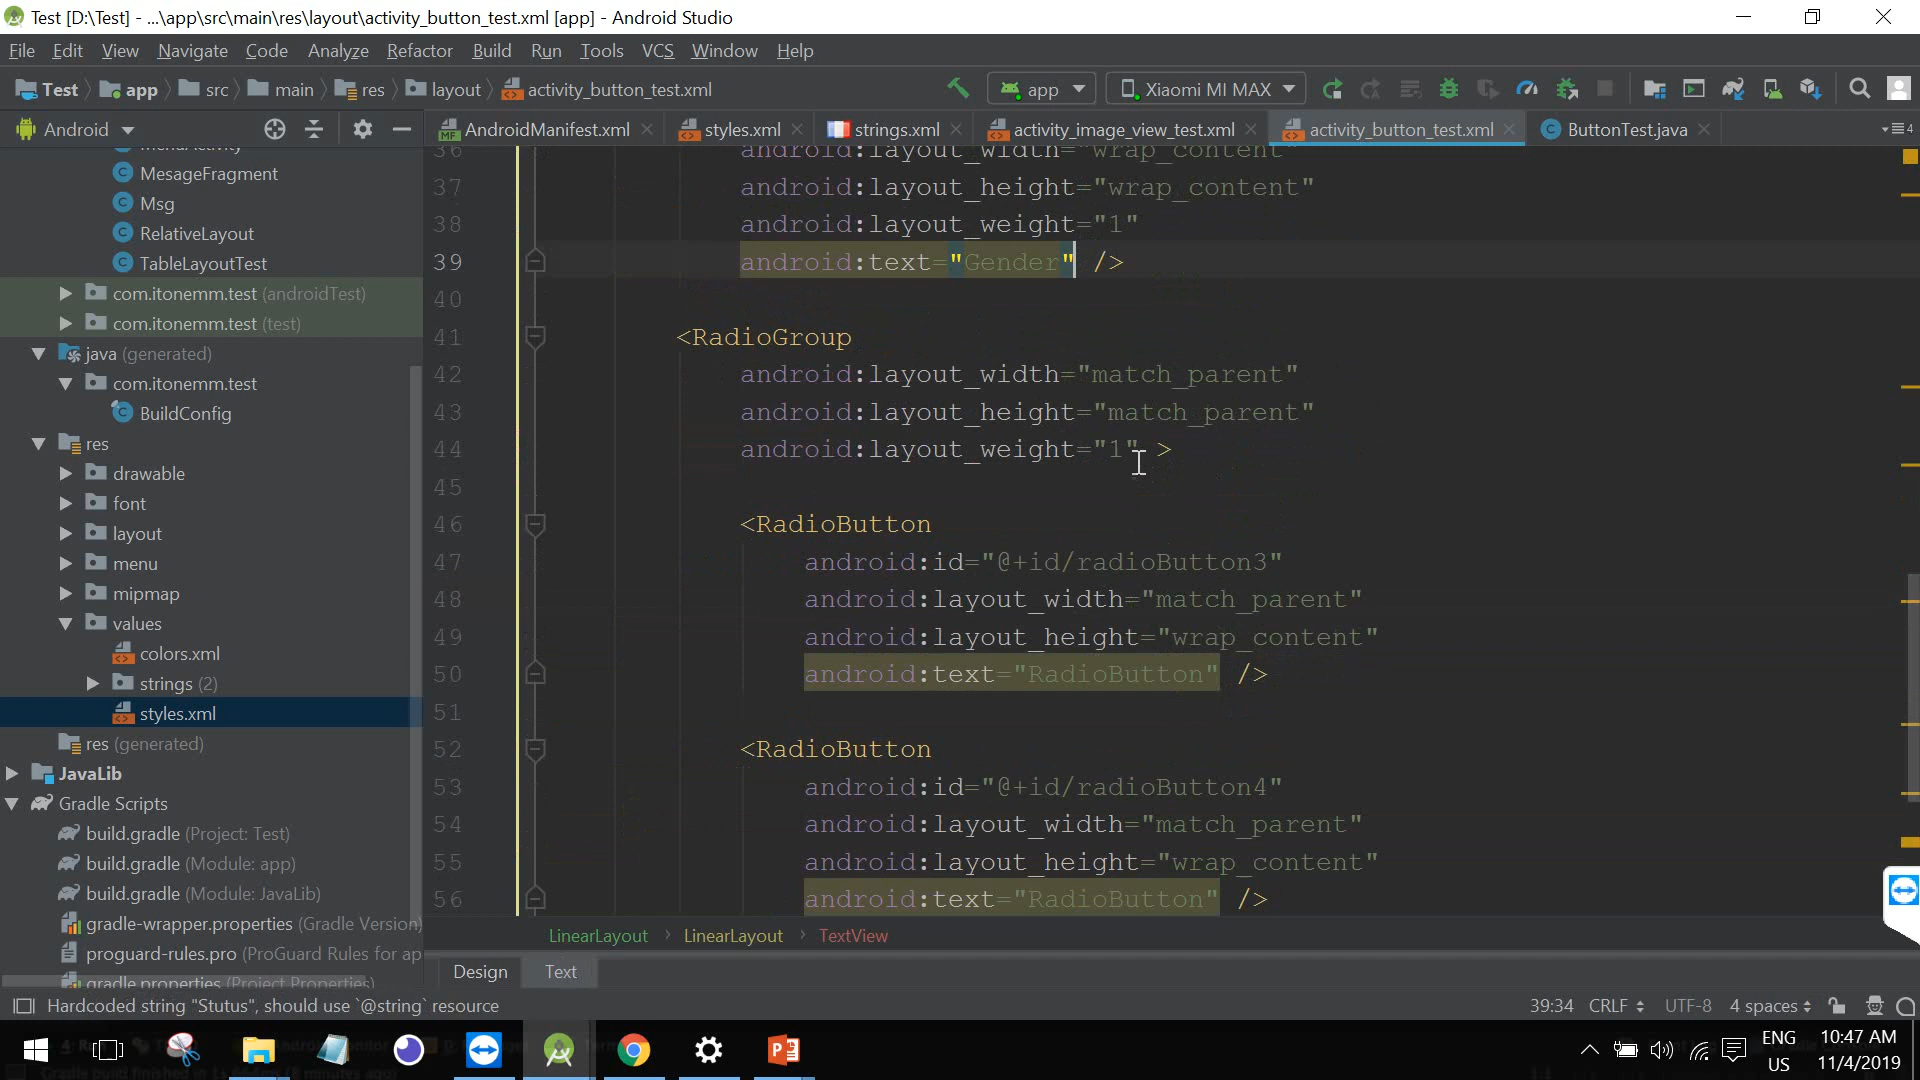 Test [D:\Test] - ...\app\src\main\res\layout\activity_button_test.xml [app] - Android Studio
File Edit View Navigate Code Analyze Refactor Build Run Tools VCS Window Help
Test app src main res layout activity_button_test.xml
app Xiaomi MI MAX
Android
AndroidManifest.xml styles.xml strings.xml activity_image_view_test.xml activity_button_test.xml ButtonTest.java 4
MenuActivity
MesageFragment
Msg
RelativeLayout
TableLayoutTest
com.itonemm.test (androidTest)
com.itonemm.test (test)
java (generated)
com.itonemm.test
BuildConfig
res
drawable
font
layout
menu
mipmap
values
colors.xml
strings (2)
styles.xml
res (generated)
JavaLib
Gradle Scripts
build.gradle (Project: Test)
build.gradle (Module: app)
build.gradle (Module: JavaLib)
gradle-wrapper.properties (Gradle Version)
proguard-rules.pro (ProGuard Rules for ap
gradle.properties (Project Properties)
36 android:layout_width="wrap_content"
37 android:layout_height="wrap_content"
38 android:layout_weight="1"
39 android:text="Gender" />
40
41 <RadioGroup
42 android:layout_width="match_parent"
43 android:layout_height="match_parent"
44 android:layout_weight="1" >
45
46 <RadioButton
47 android:id="@+id/radioButton3"
48 android:layout_width="match_parent"
49 android:layout_height="wrap_content"
50 android:text="RadioButton" />
51
52 <RadioButton
53 android:id="@+id/radioButton4"
54 android:layout_width="match_parent"
55 android:layout_height="wrap_content"
56 android:text="RadioButton" />
LinearLayout LinearLayout TextView
Design Text
Hardcoded string "Stutus", should use `@string` resource
39:34 CRLF UTF-8 4 spaces
ENG
US
10:47 AM
11/4/2019